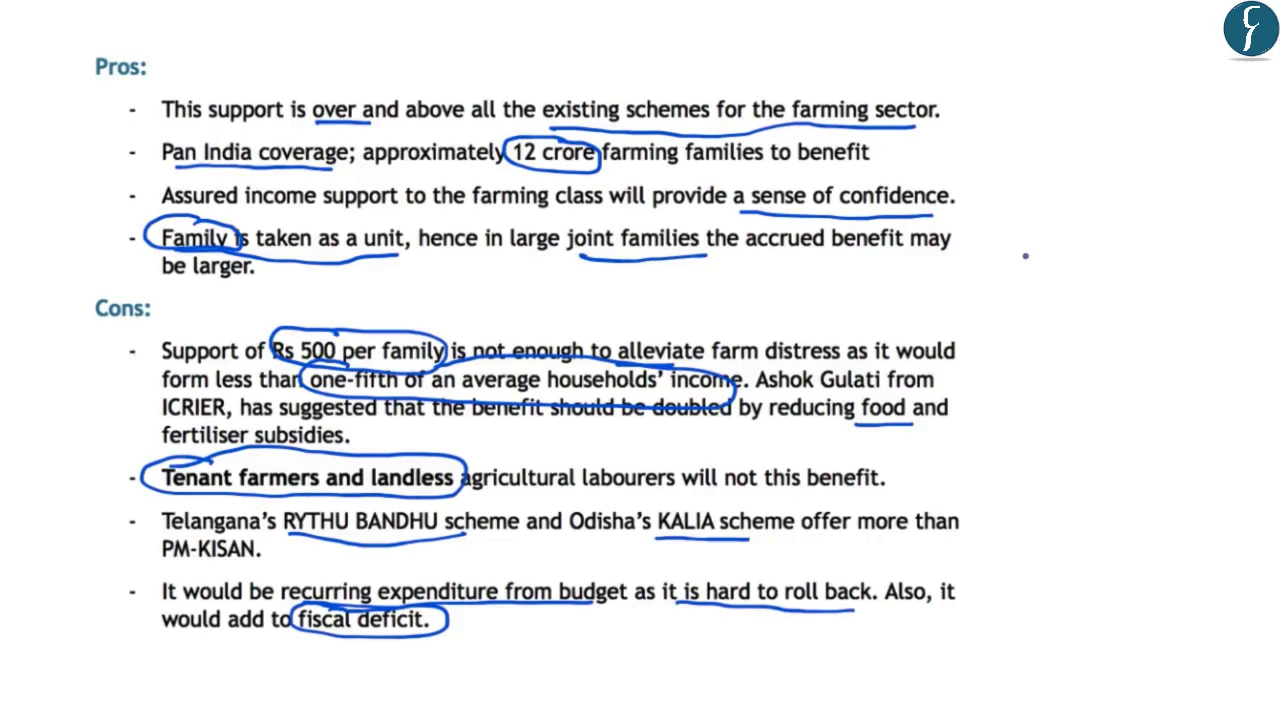 Pros:
- This support is over and above all the existing schemes for the farming sector.
- Pan India coverage; approximately 12 crore farming families to benefit
- Assured income support to the farming class will provide a sense of confidence.
- Family is taken as a unit, hence in large joint families the accrued benefit may
be larger.
Cons:
- Support of Rs 500 per family is not enough to alleviate farm distress as it would
form less than one-fifth of an average households’ income. Ashok Gulati from
ICRIER, has suggested that the benefit should be doubled by reducing food and
fertiliser subsidies.
- Tenant farmers and landless agricultural labourers will not this benefit.
- Telangana’s RYTHU BANDHU scheme and Odisha’s KALIA scheme offer more than
PM-KISAN.
- It would be recurring expenditure from budget as it is hard to roll back. Also, it
would add to fiscal deficit.